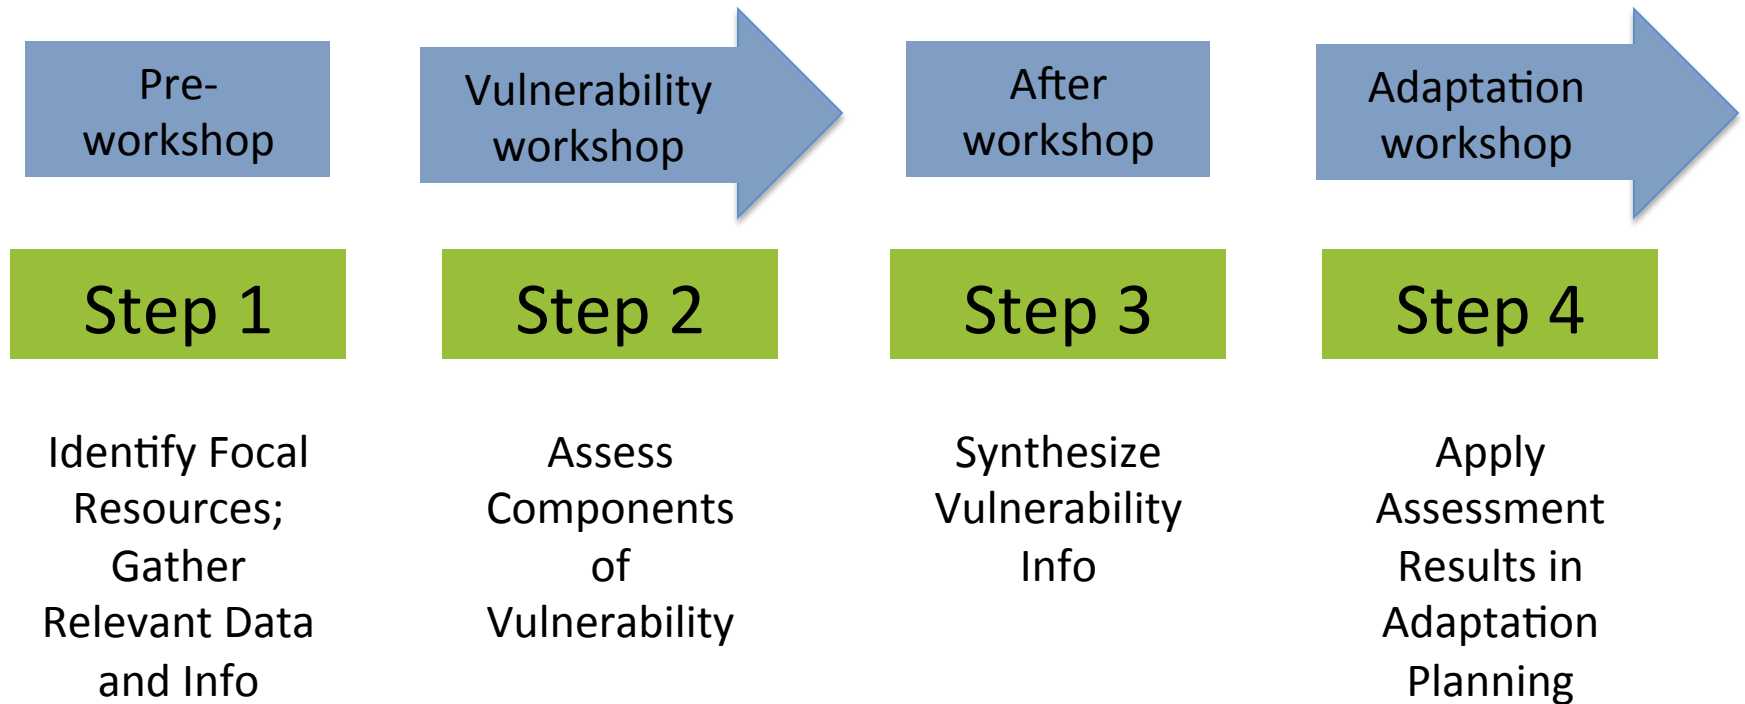 Pre-
workshop
Vulnerability
workshop
After
workshop
Adaptation
workshop
Step 1
Step 2
Step 3
Step 4
Identify Focal
Resources;
Gather
Relevant Data
and Info
Assess
Components
of
Vulnerability
Synthesize
Vulnerability
Info
Apply
Assessment
Results in
Adaptation
Planning